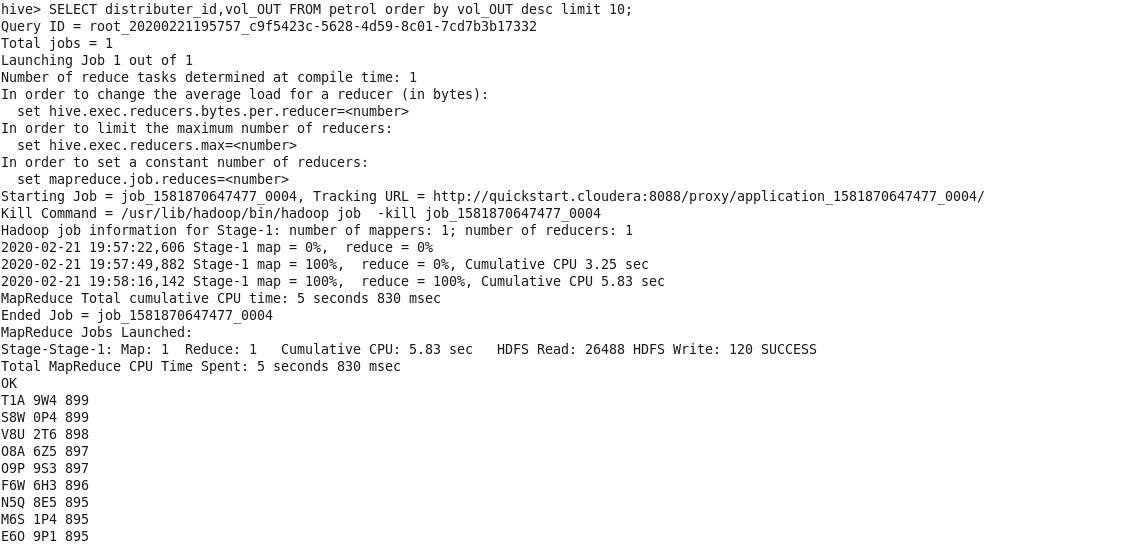 hive> SELECT distributer_id,vol_OUT FROM petrol order by vol_OUT desc limit 10;
Query ID = root_20200221195757_c9f5423c-5628-4d59-8c01-7cd7b3b17332
Total jobs = 1
Launching Job 1 out of 1
Number of reduce tasks determined at compile time: 1
In order to change the average load for a reducer (in bytes):
  set hive.exec.reducers.bytes.per.reducer=<number>
In order to limit the maximum number of reducers:
  set hive.exec.reducers.max=<number>
In order to set a constant number of reducers:
  set mapreduce.job.reduces=<number>
Starting Job = job_1581870647477_0004, Tracking URL = http://quickstart.cloudera:8088/proxy/application_1581870647477_0004/
Kill Command = /usr/lib/hadoop/bin/hadoop job  -kill job_1581870647477_0004
Hadoop job information for Stage-1: number of mappers: 1; number of reducers: 1
2020-02-21 19:57:22,606 Stage-1 map = 0%,  reduce = 0%
2020-02-21 19:57:49,882 Stage-1 map = 100%,  reduce = 0%, Cumulative CPU 3.25 sec
2020-02-21 19:58:16,142 Stage-1 map = 100%,  reduce = 100%, Cumulative CPU 5.83 sec
MapReduce Total cumulative CPU time: 5 seconds 830 msec
Ended Job = job_1581870647477_0004
MapReduce Jobs Launched:
Stage-Stage-1: Map: 1  Reduce: 1   Cumulative CPU: 5.83 sec   HDFS Read: 26488 HDFS Write: 120 SUCCESS
Total MapReduce CPU Time Spent: 5 seconds 830 msec
OK
T1A 9W4 899
S8W 0P4 899
V8U 2T6 898
O8A 6Z5 897
O9P 9S3 897
F6W 6H3 896
N5Q 8E5 895
M6S 1P4 895
E6O 9P1 895